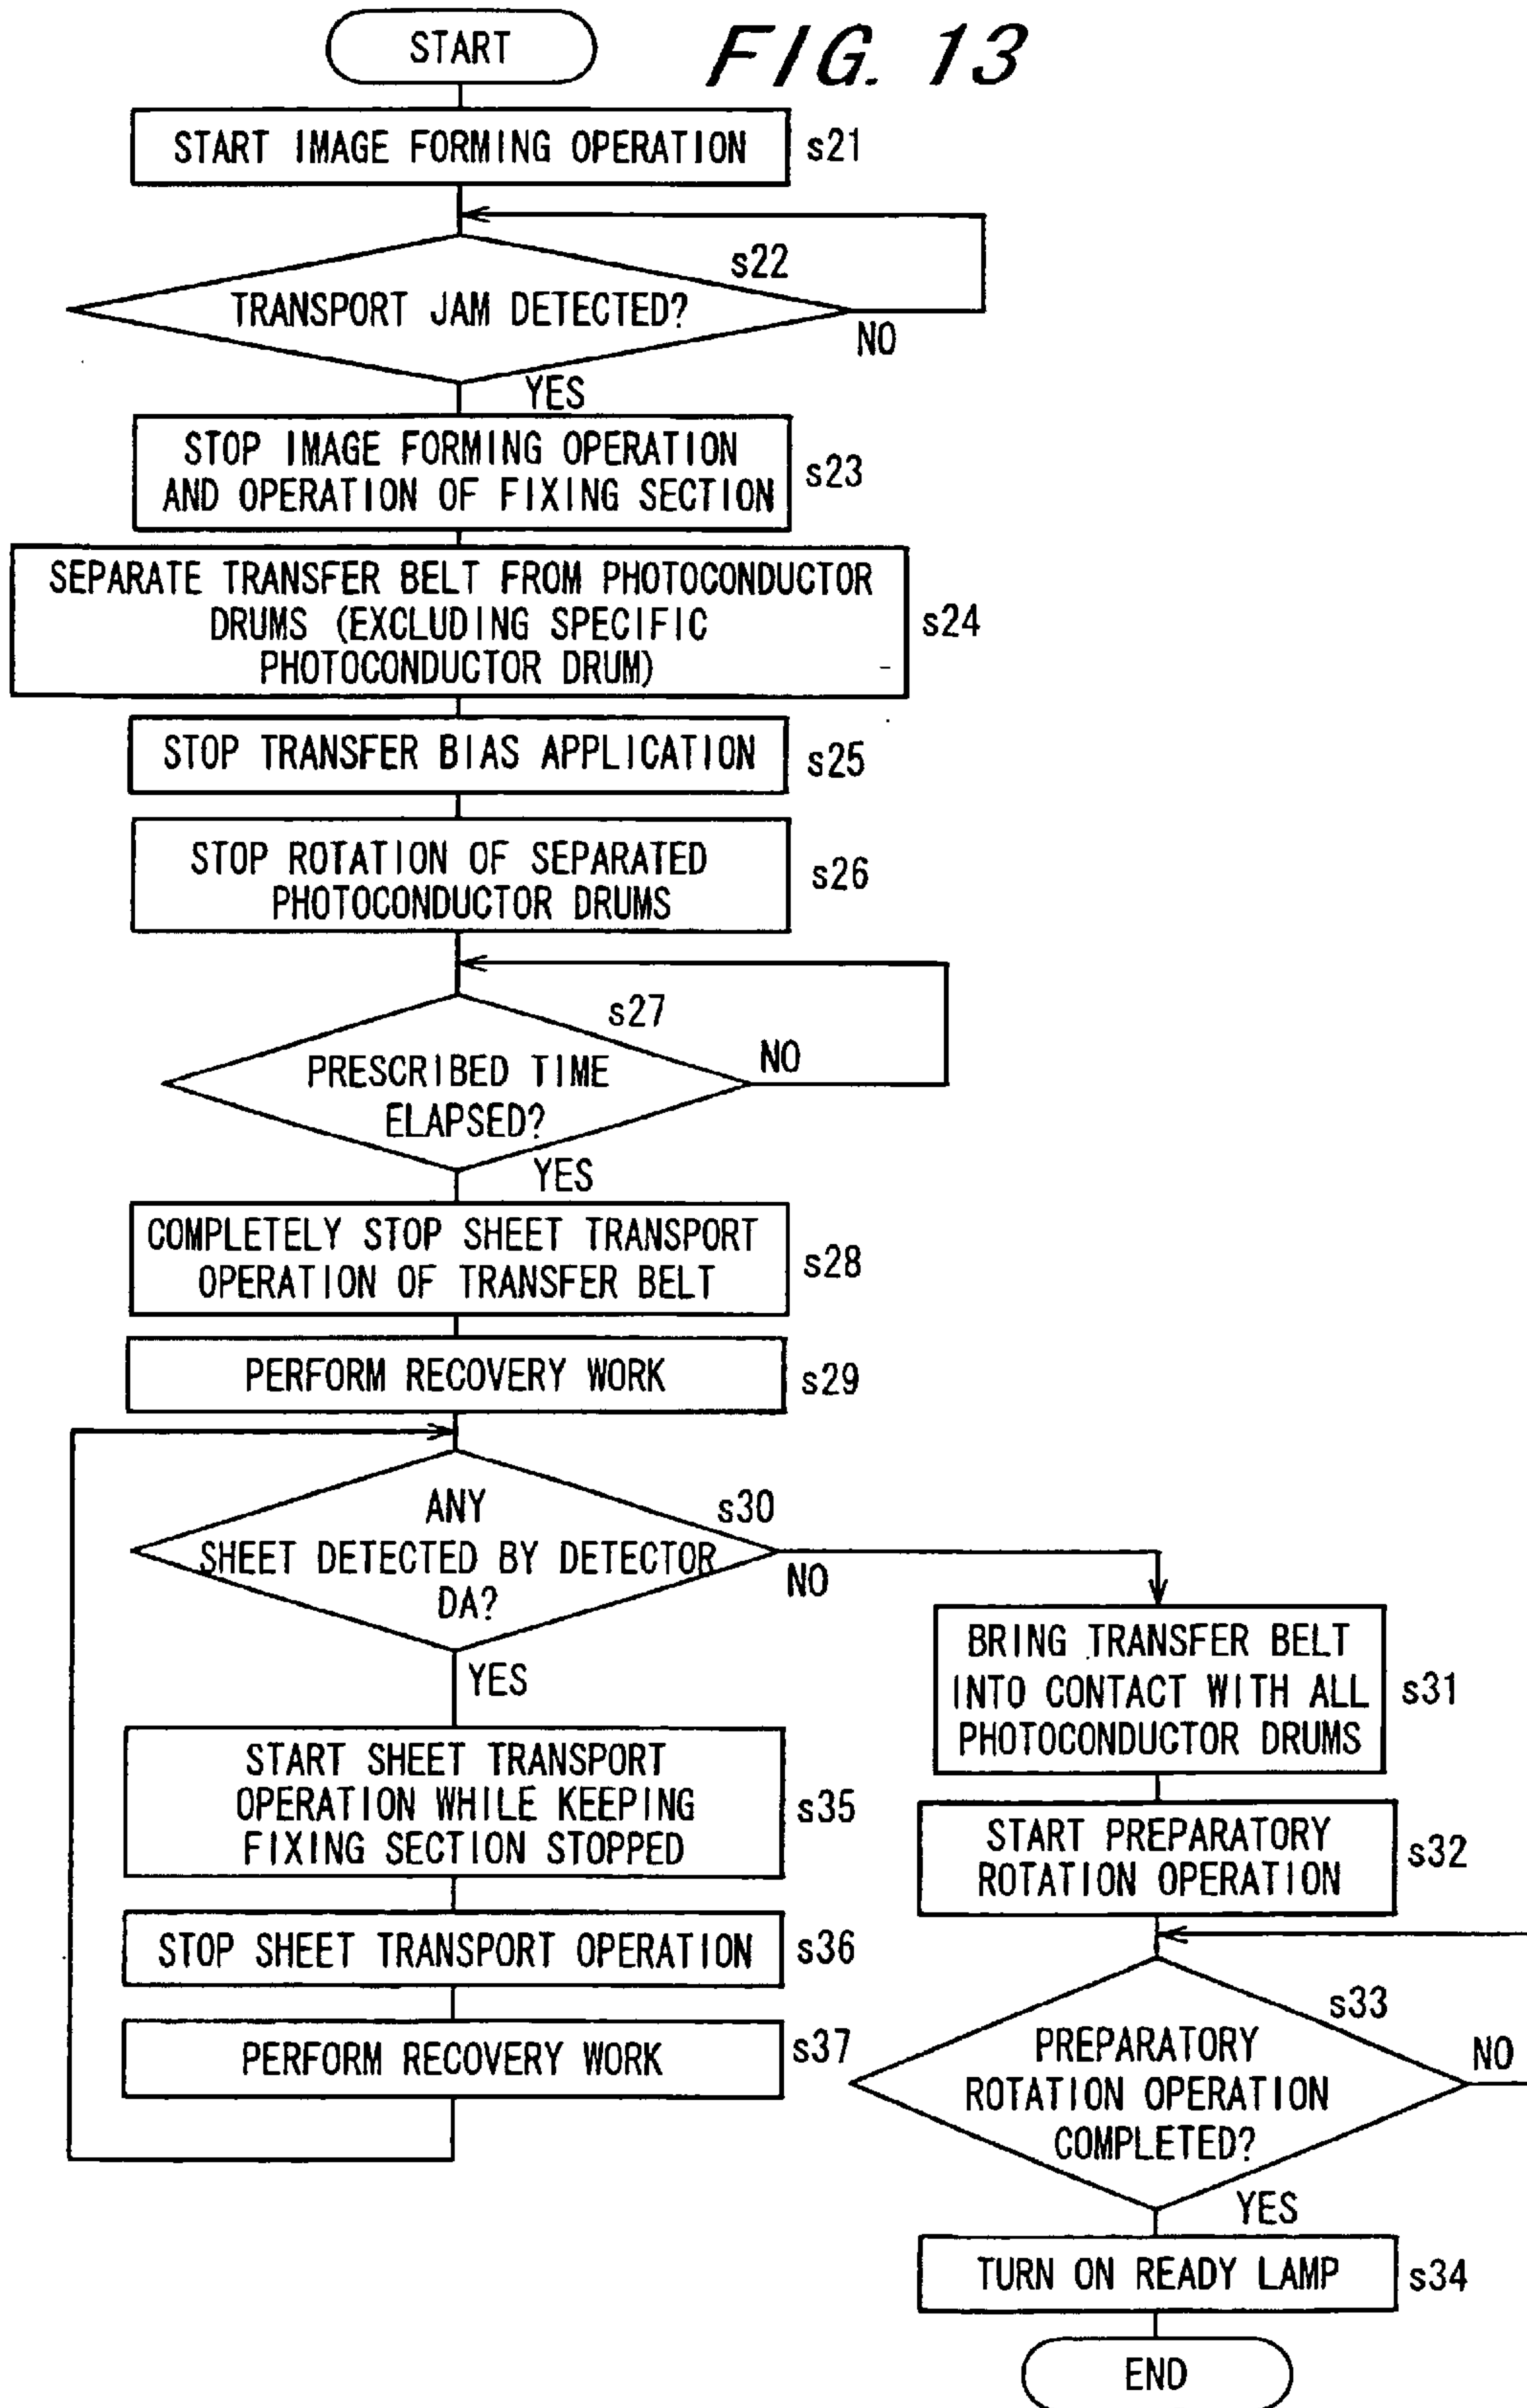 START
FIG. 13
START IMAGE FORMING OPERATION
s21
s22
TRANSPORT JAM DETECTED?
NO
YES
STOP IMAGE FORMING OPERATION
AND OPERATION OF FIXING SECTION
s23
SEPARATE TRANSFER BELT FROM PHOTOCONDUCTOR
DRUMS (EXCLUDING SPECIFIC
PHOTOCONDUCTOR DRUM)
s24
STOP TRANSFER BIAS APPLICATION
s25
STOP ROTATION OF SEPARATED
PHOTOCONDUCTOR DRUMS
s26
s27
PRESCRIBED TIME
ELAPSED?
NO
YES
COMPLETELY STOP SHEET TRANSPORT
OPERATION OF TRANSFER BELT
s28
PERFORM RECOVERY WORK
s29
ANY
SHEET DETECTED BY DETECTOR
DA?
s30
NO
YES
START SHEET TRANSPORT
OPERATION WHILE KEEPING
FIXING SECTION STOPPED
s35
STOP SHEET TRANSPORT OPERATION
s36
PERFORM RECOVERY WORK
s37
BRING TRANSFER BELT
INTO CONTACT WITH ALL
PHOTOCONDUCTOR DRUMS
s31
START PREPARATORY
ROTATION OPERATION
s32
s33
PREPARATORY
ROTATION OPERATION
COMPLETED?
NO
YES
TURN ON READY LAMP
s34
END